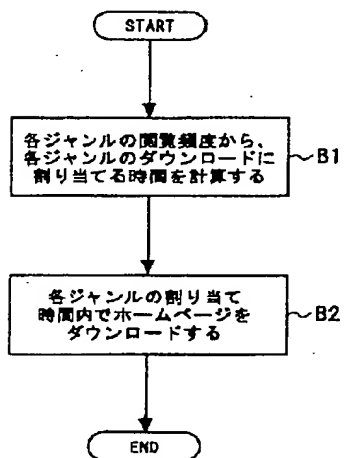 START
各ジャンルの閲覧頻度から、
各ジャンルのダウンロードに
割り当てる時間を計算する
B1
各ジャンルの割り当て
時間内でホームページを
ダウンロードする
B2
END